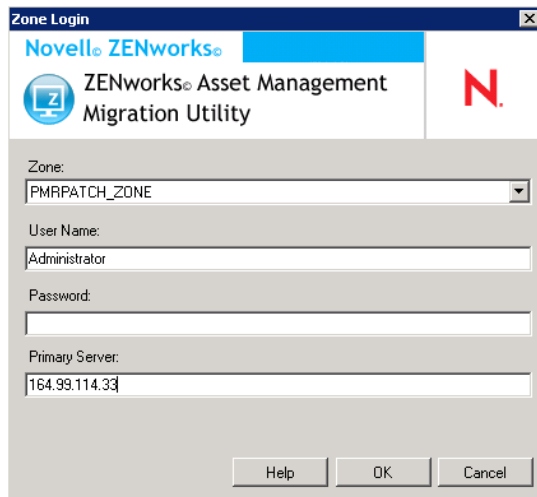 Zone Login
Novell© ZENworks©
ZENworks© Asset Management
Migration Utility
Z
N.
Zone:
PMRPATCH_ZONE
User Name:
Administrator
Password:
Primary Server:
164.99.114.33
Help OK Cancel